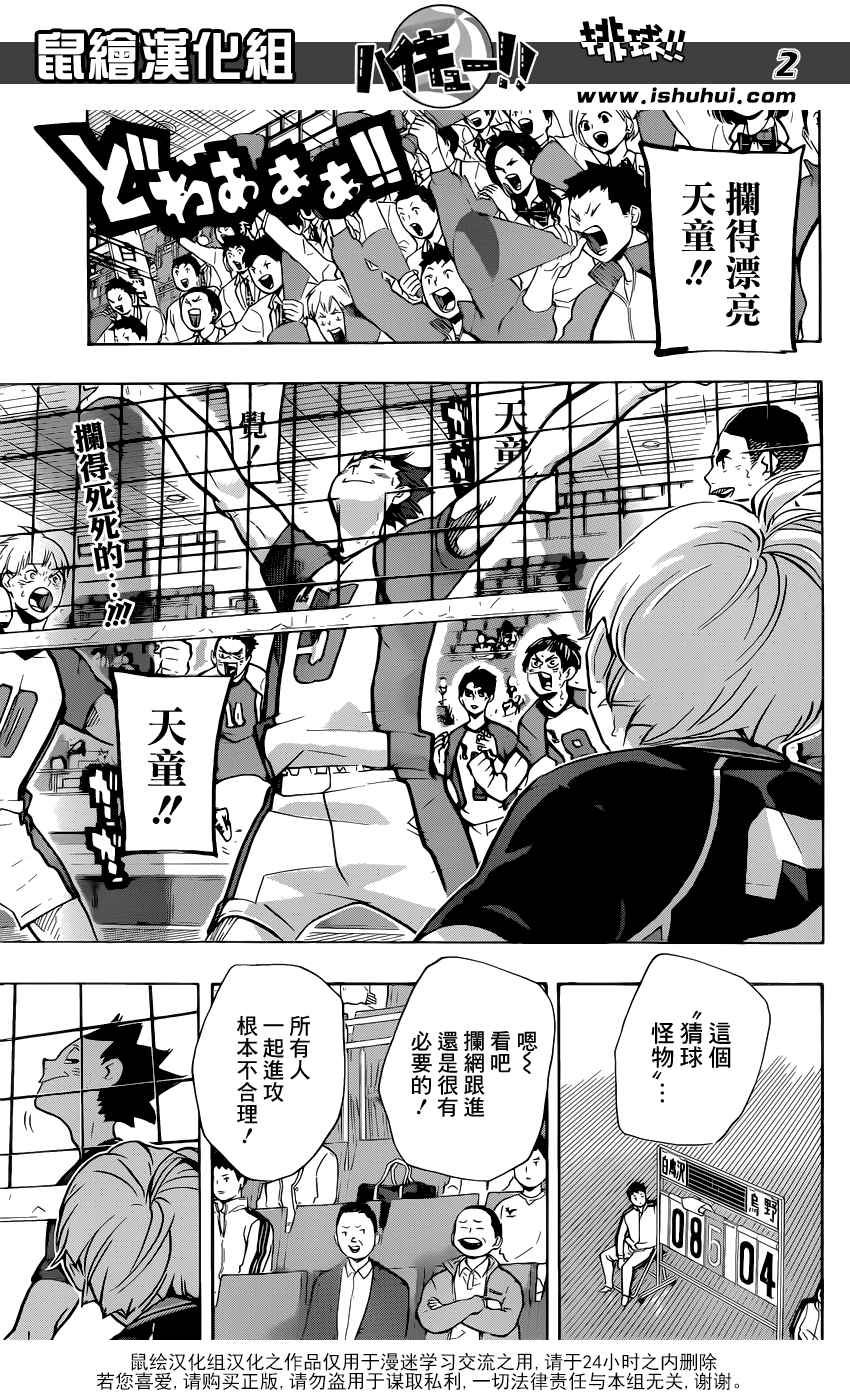 鼠繪漢化組
ハイキュー!!
排球!!
2
www.ishuhui.com
どわぁぁぁ!!
攔得漂亮
天童!!
天童
覺!
攔得死死的…!!!
天童!!
這個
“猜球
怪物”…
白鳥沢
烏野
08
5
04
嗯～
看吧
攔網跟進
還是很有
必要的!
所有人
一起進攻
根本不合理!
鼠绘汉化组汉化之作品仅用于漫迷学习交流之用,请于24小时之内删除
若您喜爱,请购买正版,请勿盗用于谋取私利,一切法律责任与本组无关,谢谢。